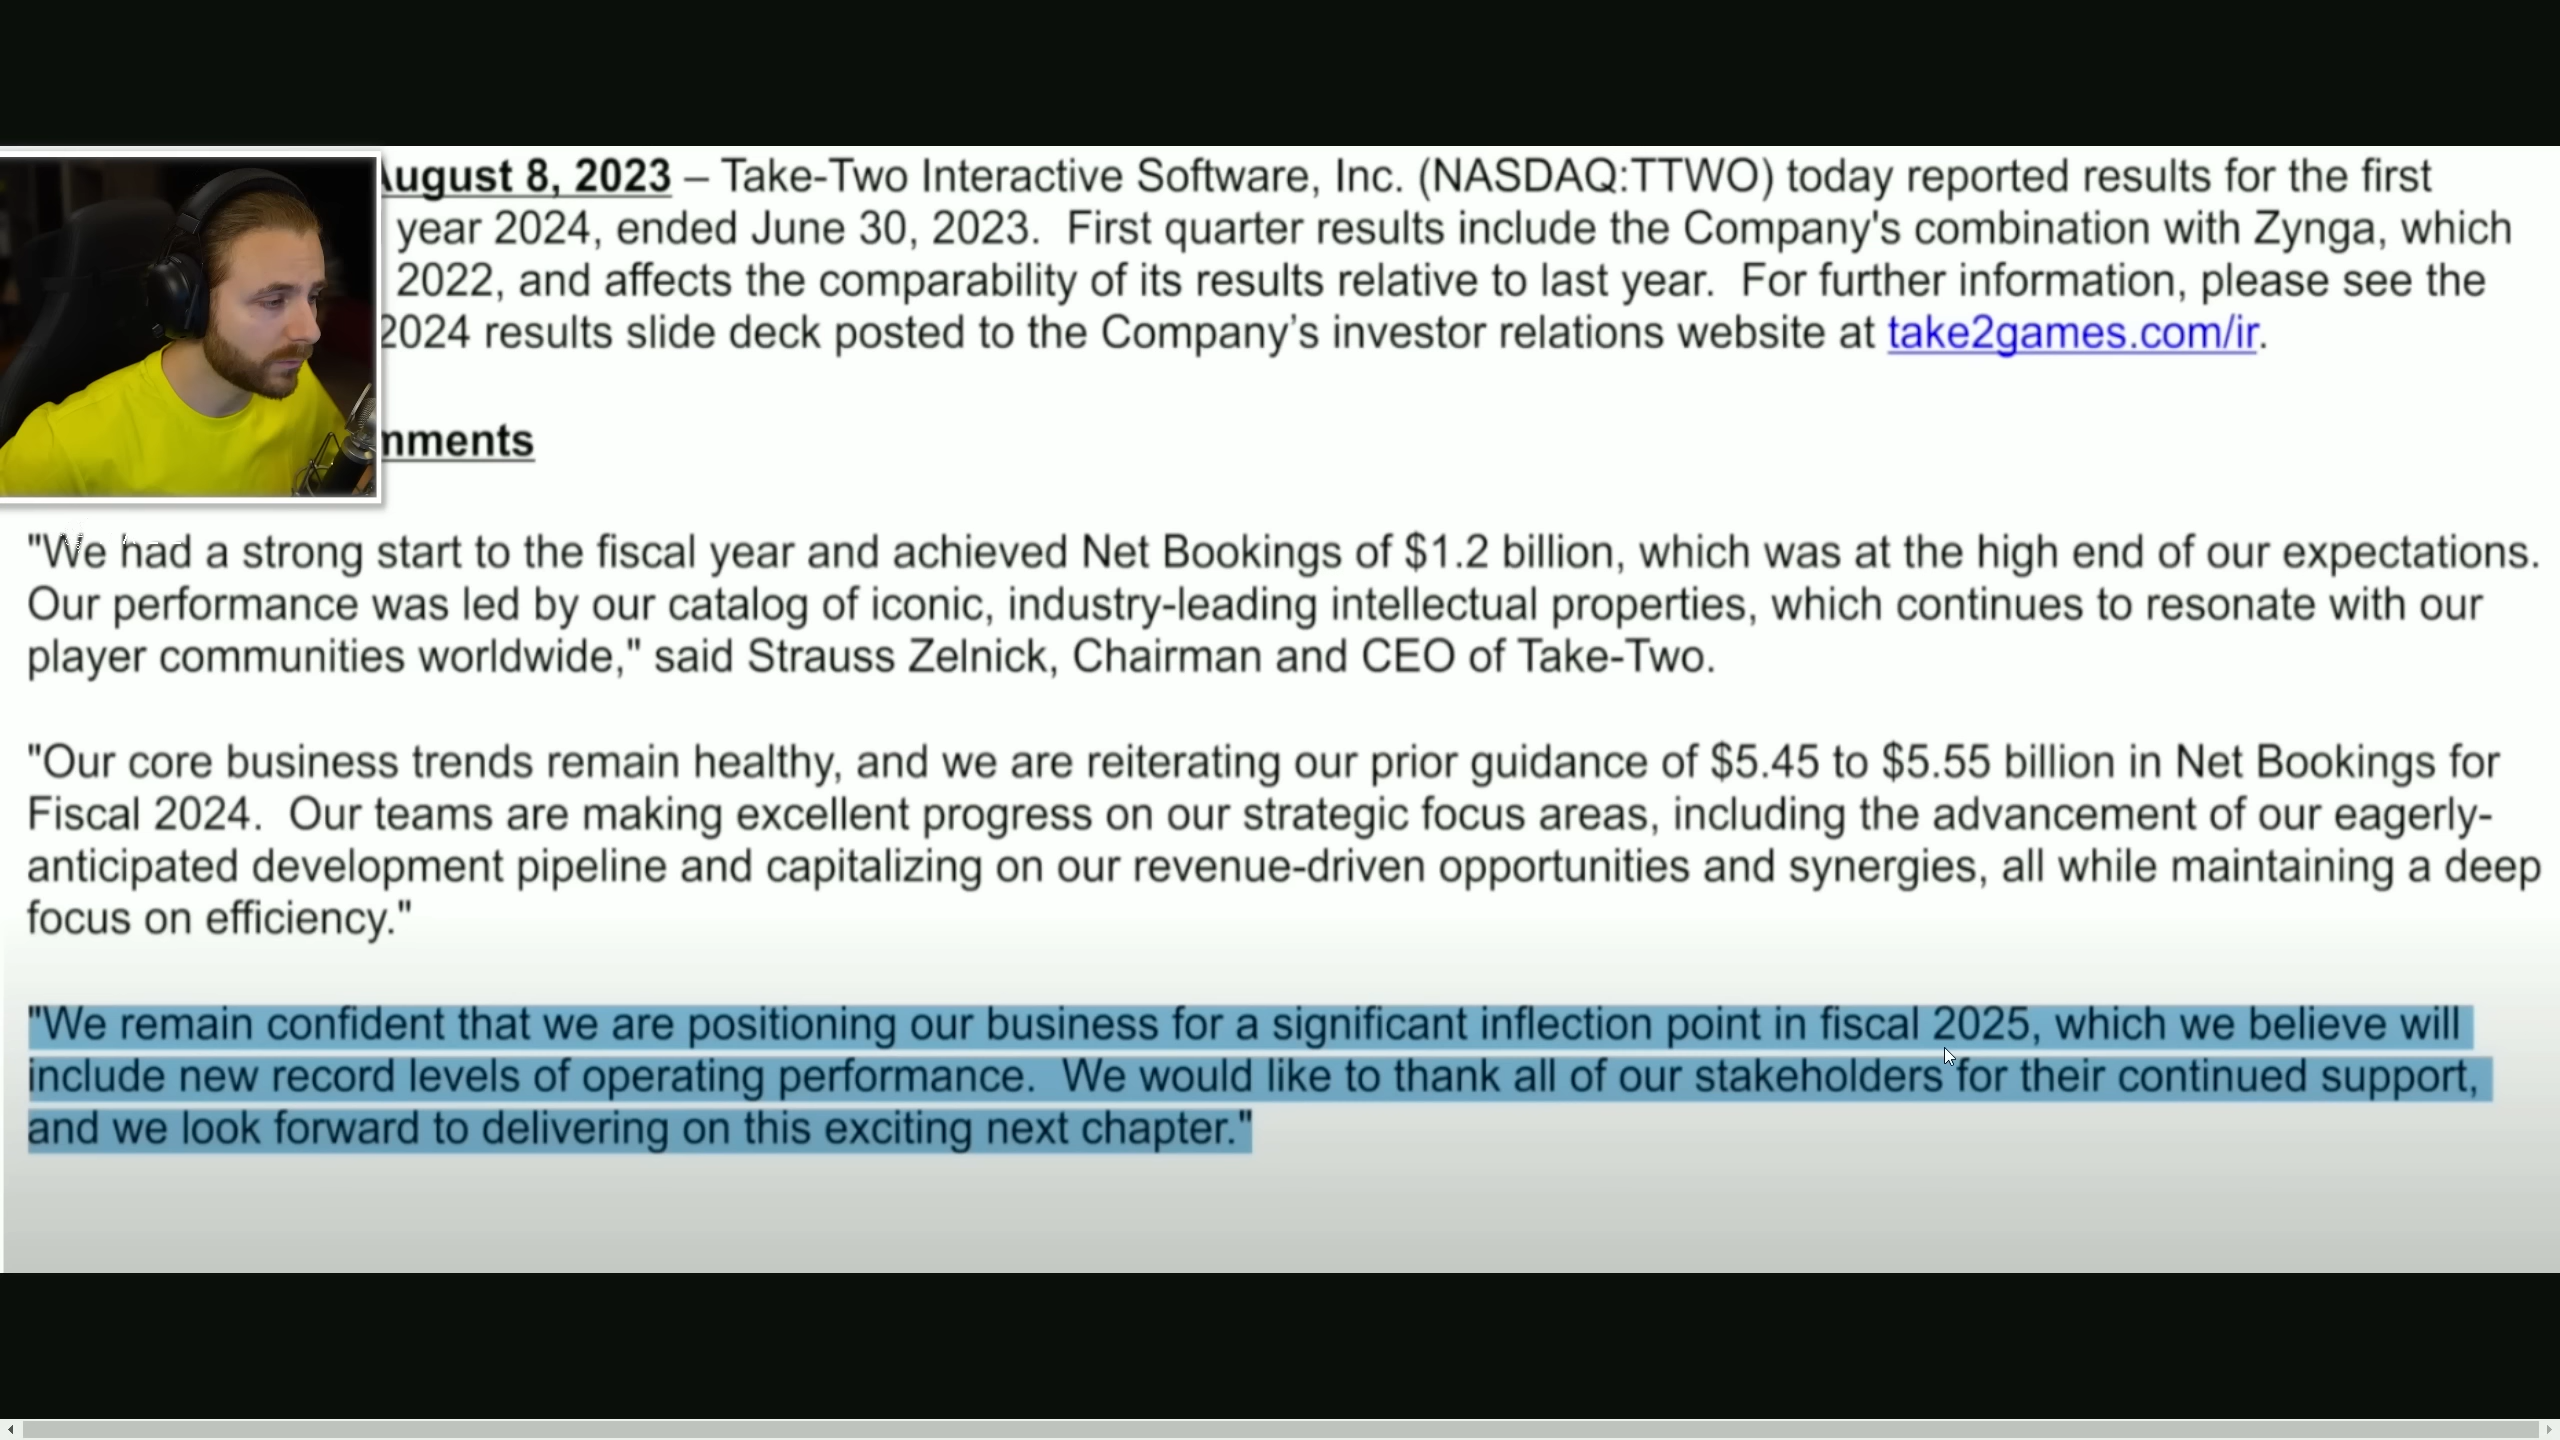 August 8, 2023 – Take-Two Interactive Software, Inc. (NASDAQ:TTWO) today reported results for the first
year 2024, ended June 30, 2023.  First quarter results include the Company's combination with Zynga, which
2022, and affects the comparability of its results relative to last year.  For further information, please see the
2024 results slide deck posted to the Company’s investor relations website at take2games.com/ir.
mments
"We had a strong start to the fiscal year and achieved Net Bookings of $1.2 billion, which was at the high end of our expectations.
Our performance was led by our catalog of iconic, industry-leading intellectual properties, which continues to resonate with our
player communities worldwide," said Strauss Zelnick, Chairman and CEO of Take-Two.
"Our core business trends remain healthy, and we are reiterating our prior guidance of $5.45 to $5.55 billion in Net Bookings for
Fiscal 2024.  Our teams are making excellent progress on our strategic focus areas, including the advancement of our eagerly-
anticipated development pipeline and capitalizing on our revenue-driven opportunities and synergies, all while maintaining a deep
focus on efficiency."
"We remain confident that we are positioning our business for a significant inflection point in fiscal 2025, which we believe will
include new record levels of operating performance.  We would like to thank all of our stakeholders for their continued support,
and we look forward to delivering on this exciting next chapter."